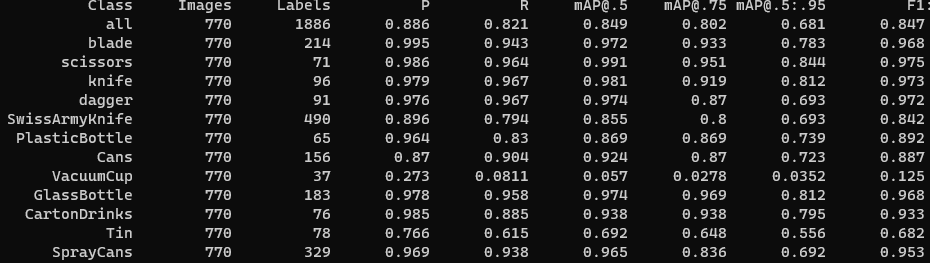 Class Images Labels P R mAP@.5 mAP@.75 mAP@.5:.95 F1:
all 770 1886 0.886 0.821 0.849 0.802 0.681 0.847
blade 770 214 0.995 0.943 0.972 0.933 0.783 0.968
scissors 770 71 0.986 0.964 0.991 0.951 0.844 0.975
knife 770 96 0.979 0.967 0.981 0.919 0.812 0.973
dagger 770 91 0.976 0.967 0.974 0.87 0.693 0.972
SwissArmyKnife 770 490 0.896 0.794 0.855 0.8 0.693 0.842
PlasticBottle 770 65 0.964 0.83 0.869 0.869 0.739 0.892
Cans 770 156 0.87 0.904 0.924 0.87 0.723 0.887
VacuumCup 770 37 0.273 0.0811 0.057 0.0278 0.0352 0.125
GlassBottle 770 183 0.978 0.958 0.974 0.969 0.812 0.968
CartonDrinks 770 76 0.985 0.885 0.938 0.938 0.795 0.933
Tin 770 78 0.766 0.615 0.692 0.648 0.556 0.682
SprayCans 770 329 0.969 0.938 0.965 0.836 0.692 0.953